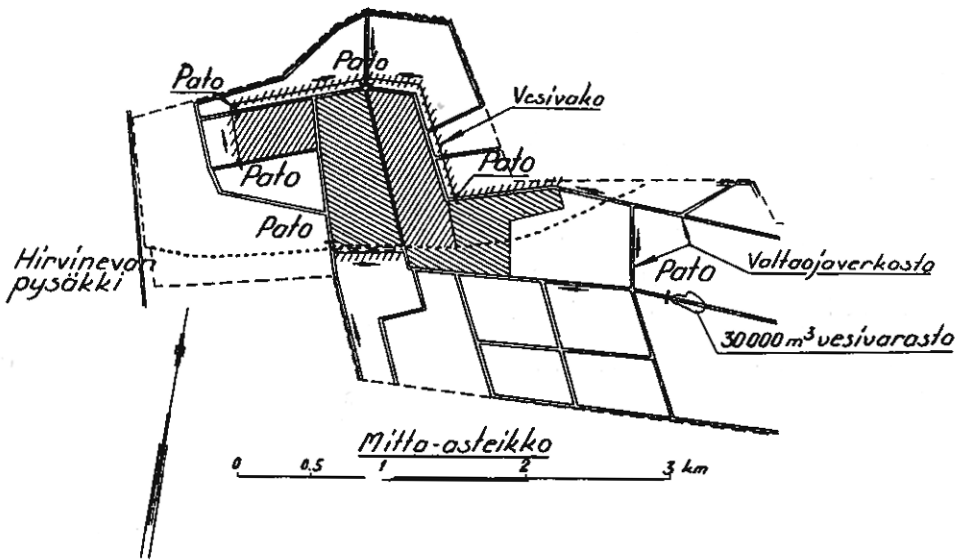 Pato
Pato
Vesivako
Pato
Pato
Pato
Hirvinevan
pysäkki
Valtaojaverkosto
Pato
30000 m³ vesivarasto
Mitta-asteikko
0 0.5 1 2 3 km